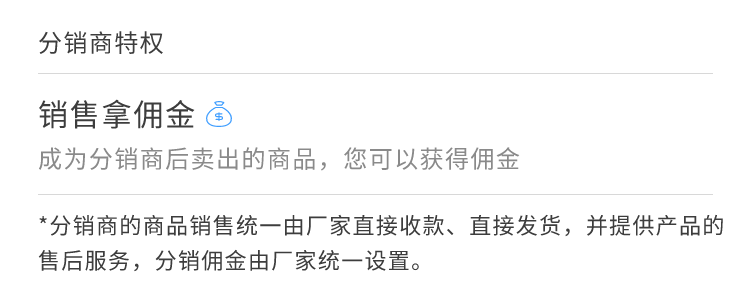 分销商特权
销售拿佣金
成为分销商后卖出的商品，您可以获得佣金
*分销商的商品销售统一由厂家直接收款、直接发货，并提供产品的
售后服务，分销佣金由厂家统一设置。